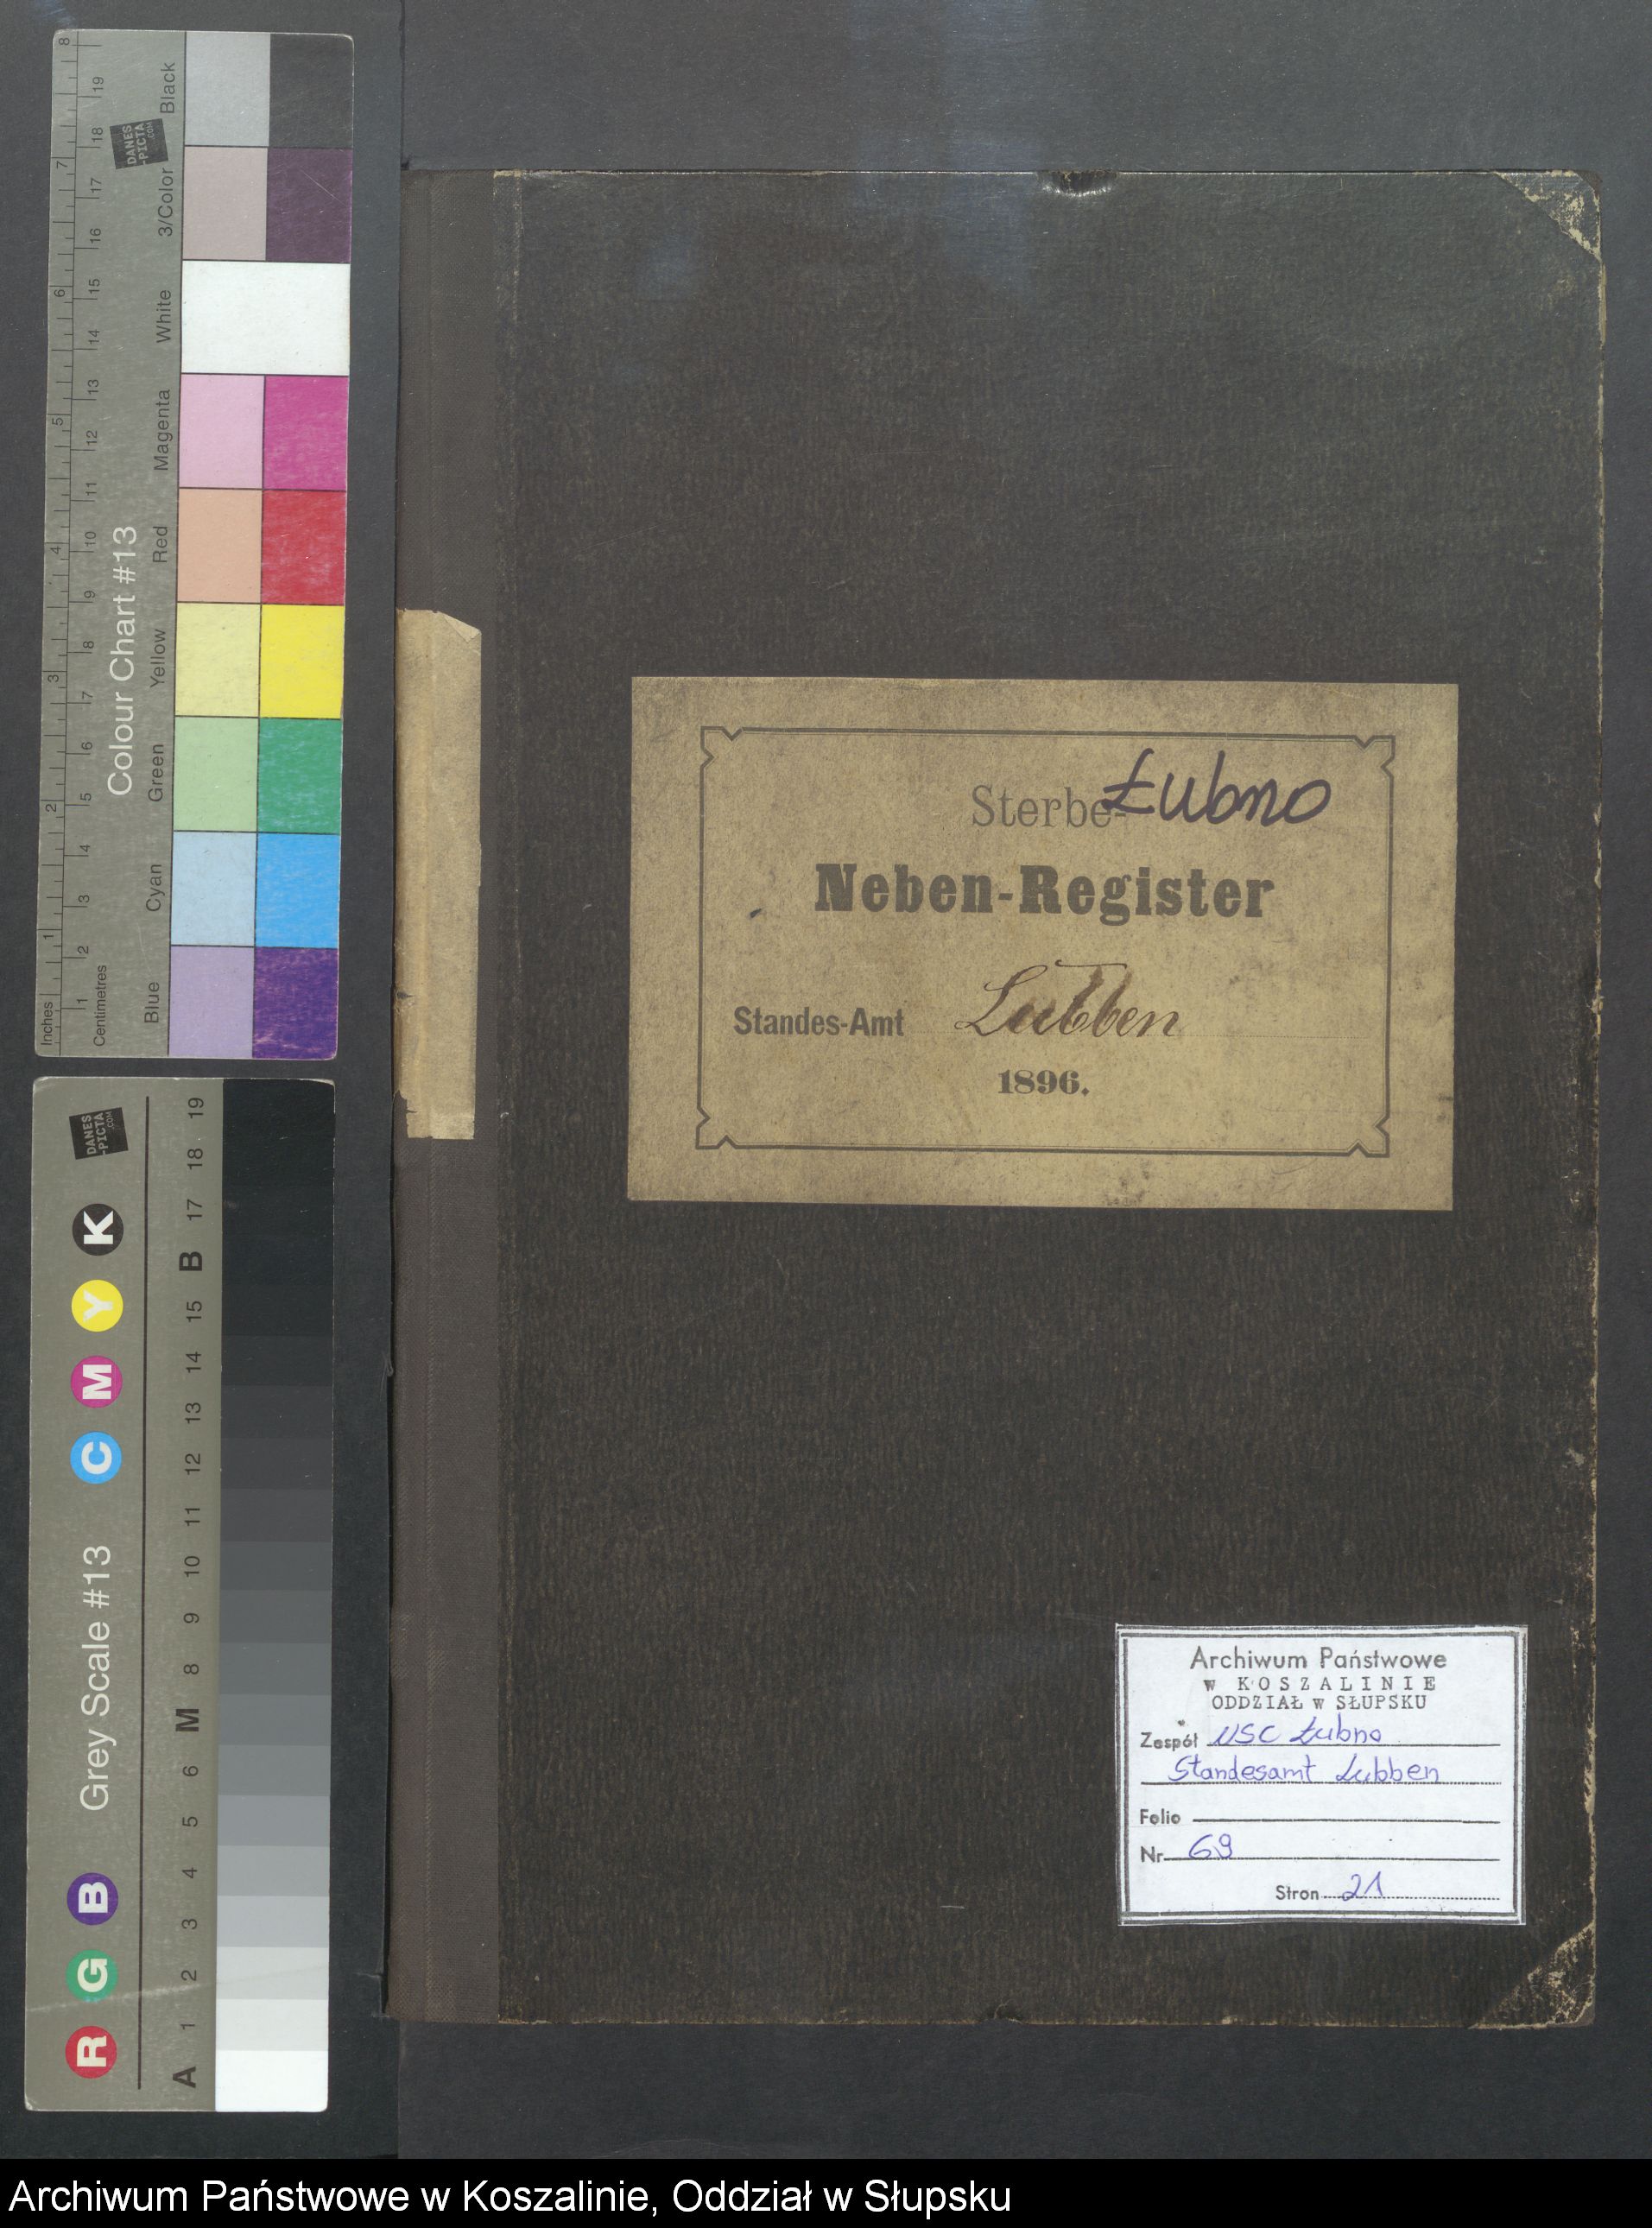 Sterbe-
Łubno
Neben-Register
Standes-Amt Lubben
1896.
Archiwum Państwowe
w KOSZALINIE
ODDZIAŁ w SŁUPSKU
Zespół USC Łubno
Standesamt Lubben
Folio
Nr 69
Stron 21
Inches
1 2 3 4 5 6 7 8
Centimetres
1 2 3 4 5 6 7 8 9 10 11 12 13 14 15 16 17 18 19
Colour Chart #13
Blue Cyan Green Yellow Red Magenta White 3/Color Black
DANES
-PICTA
.COM
Grey Scale #13
R G B C M Y K
A 1 2 3 4 5 6 M 8 9 10 11 12 13 14 15 B 17 18 19
DANES
-PICTA
.COM
Archiwum Państwowe w Koszalinie, Oddział w Słupsku